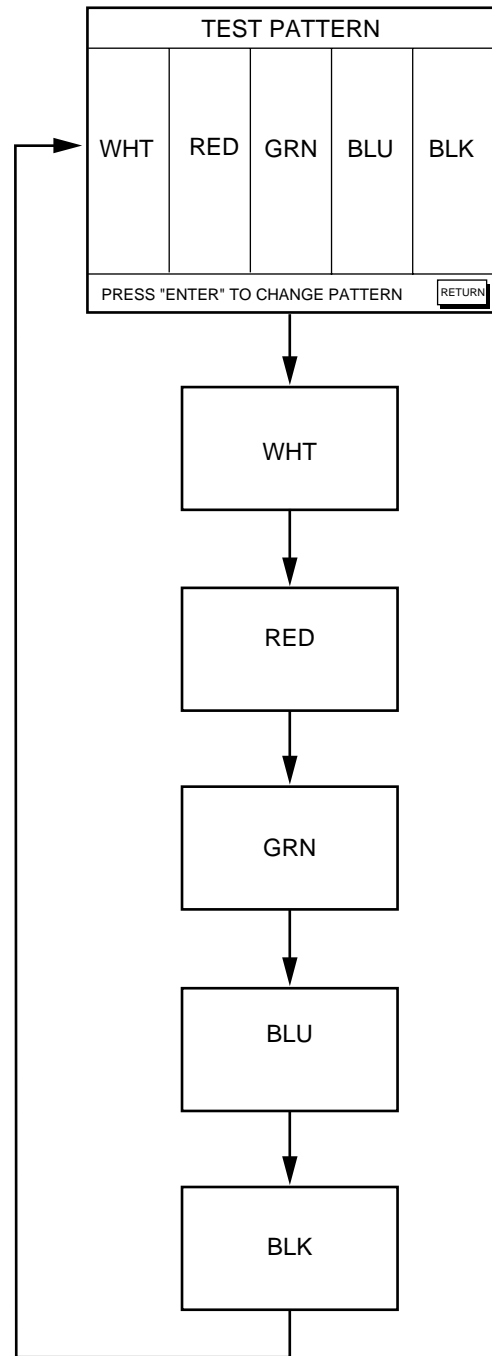 TEST PATTERN
WHT RED GRN BLU BLK
PRESS "ENTER" TO CHANGE PATTERN RETURN
WHT
RED
GRN
BLU
BLK